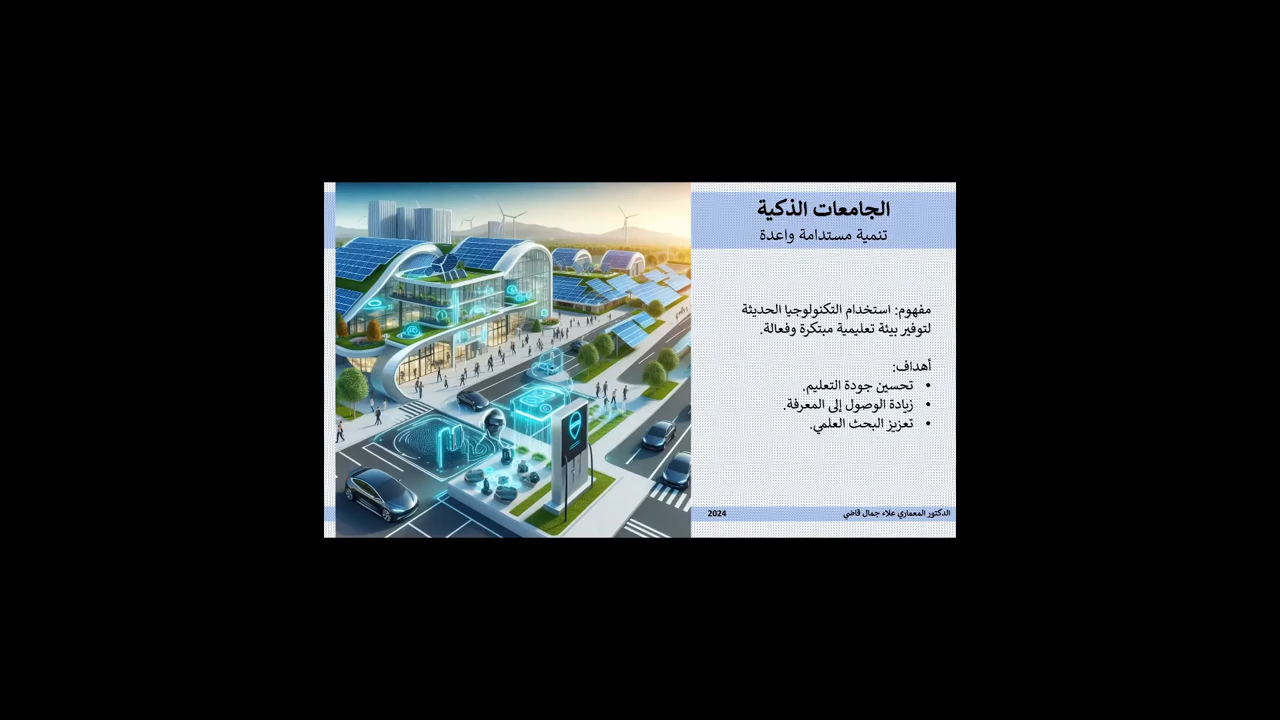 الجامعات الذكية
تنمية مستدامة واعدة
مفهوم: استخدام التكنولوجيا الحديثة
لتوفير بيئة تعليمية مبتكرة وفعالة.
أهداف:
• تحسين جودة التعليم.
• زيادة الوصول إلى المعرفة.
• تعزيز البحث العلمي.
الدكتور المعماري علاء جمال قاضي
2024